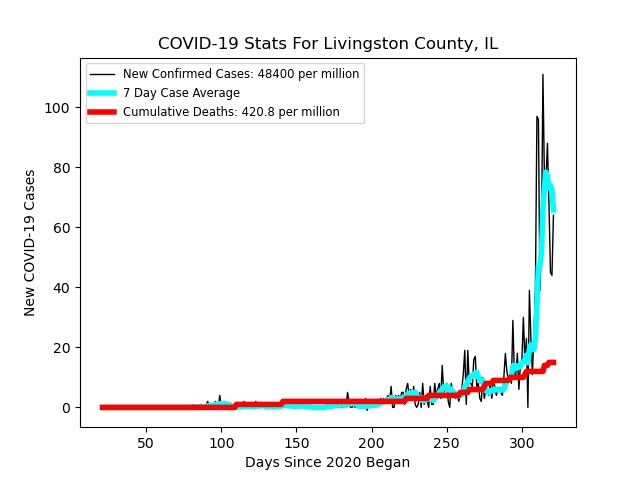 COVID-19 Stats For Livingston County, IL
New Confirmed Cases: 48400 per million
7 Day Case Average
Cumulative Deaths: 420.8 per million
New COVID-19 Cases
100
80
60
40
20
0
50
100
150
200
250
300
Days Since 2020 Began